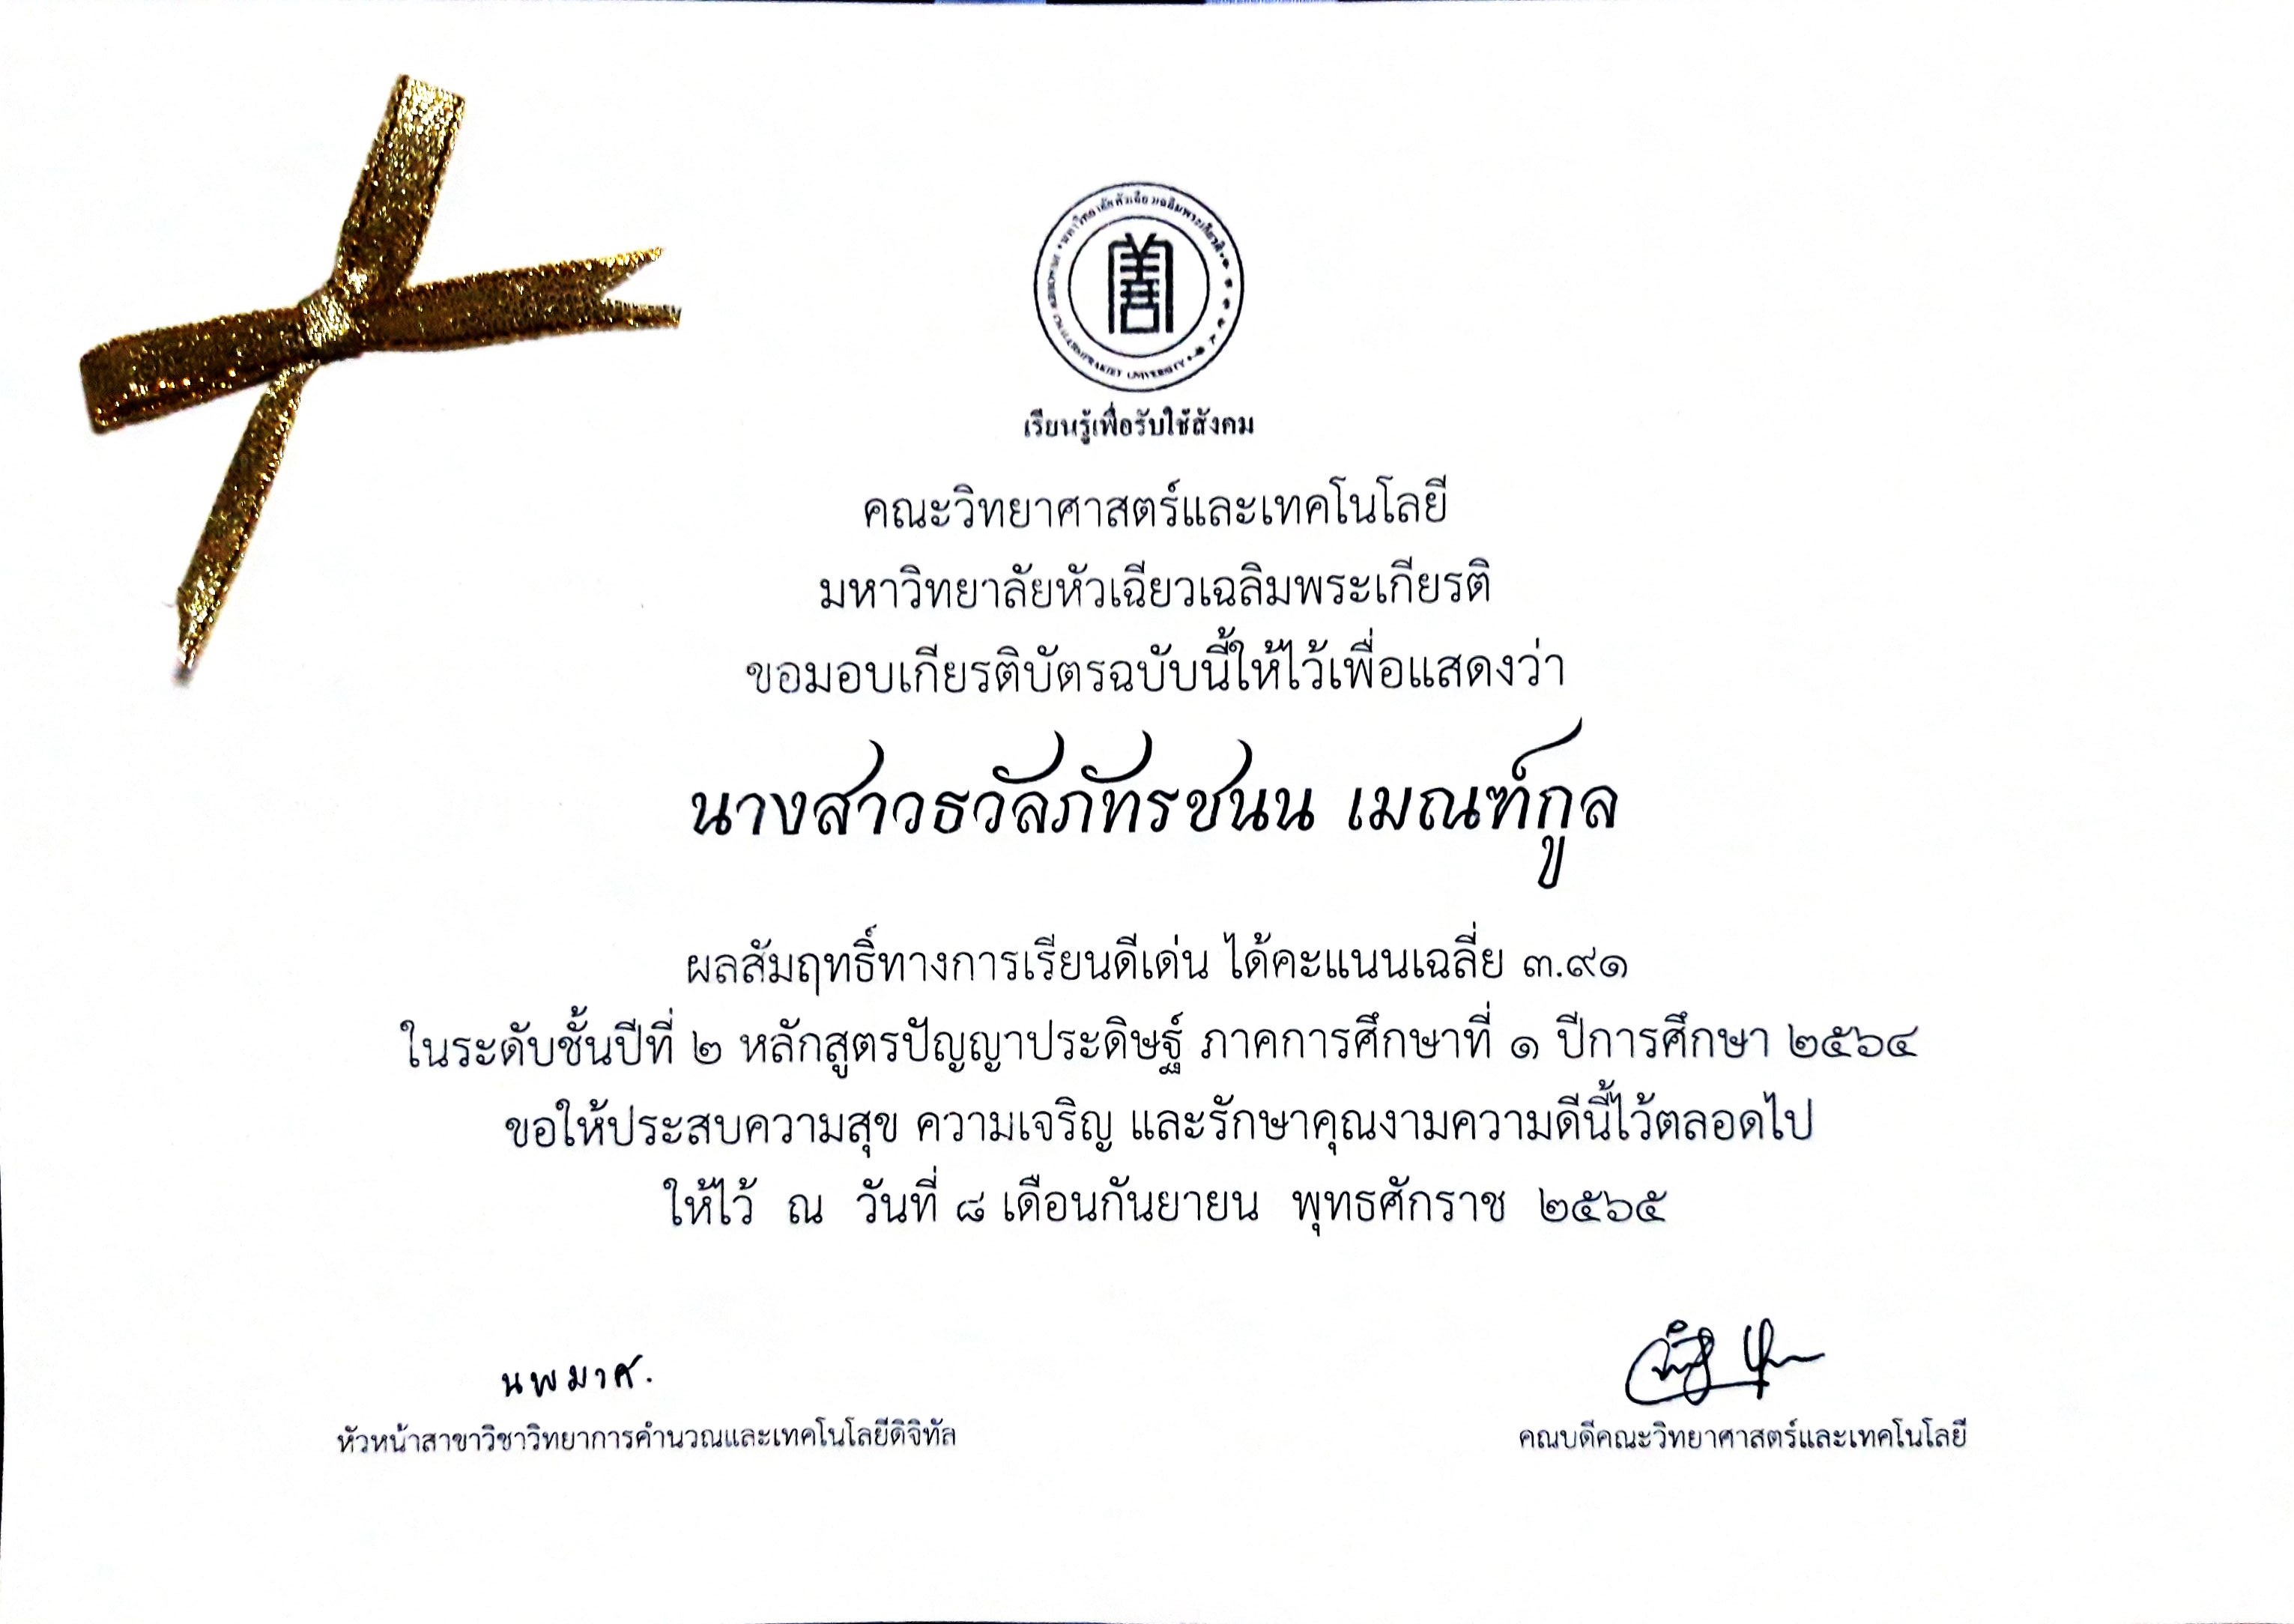 มหาวิทยาลัยหัวเฉียวเฉลิมพระเกียรติ
CHALERMPRAKIET UNIVERSITY
เรียนรู้เพื่อรับใช้สังคม
คณะวิทยาศาสตร์และเทคโนโลยี
มหาวิทยาลัยหัวเฉียวเฉลิมพระเกียรติ
ขอมอบเกียรติบัตรฉบับนี้ให้ไว้เพื่อแสดงว่า
นางสาวธวัลภัทรชนน เมณฑ์กูล
ผลสัมฤทธิ์ทางการเรียนดีเด่น ได้คะแนนเฉลี่ย ๓.๙๑
ในระดับชั้นปีที่ ๒ หลักสูตรปัญญาประดิษฐ์ ภาคการศึกษาที่ ๑ ปีการศึกษา ๒๕๖๔
ขอให้ประสบความสุข ความเจริญ และรักษาคุณงามความดีนี้ไว้ตลอดไป
ให้ไว้ ณ วันที่ ๘ เดือนกันยายน พุทธศักราช ๒๕๖๕
นพมาศ.
หัวหน้าสาขาวิชาวิทยาการคำนวณและเทคโนโลยีดิจิทัล
คณบดีคณะวิทยาศาสตร์และเทคโนโลยี